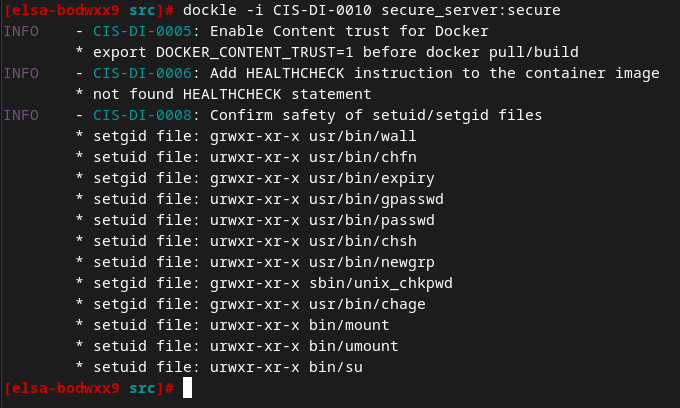 [elsa-bodwxx9 src]# dockle -i CIS-DI-0010 secure_server:secure
INFO    - CIS-DI-0005: Enable Content trust for Docker
        * export DOCKER_CONTENT_TRUST=1 before docker pull/build
INFO    - CIS-DI-0006: Add HEALTHCHECK instruction to the container image
        * not found HEALTHCHECK statement
INFO    - CIS-DI-0008: Confirm safety of setuid/setgid files
        * setgid file: grwxr-xr-x usr/bin/wall
        * setuid file: urwxr-xr-x usr/bin/chfn
        * setgid file: grwxr-xr-x usr/bin/expiry
        * setuid file: urwxr-xr-x usr/bin/gpasswd
        * setuid file: urwxr-xr-x usr/bin/passwd
        * setuid file: urwxr-xr-x usr/bin/chsh
        * setuid file: urwxr-xr-x usr/bin/newgrp
        * setgid file: grwxr-xr-x sbin/unix_chkpwd
        * setgid file: grwxr-xr-x usr/bin/chage
        * setuid file: urwxr-xr-x bin/mount
        * setuid file: urwxr-xr-x bin/umount
        * setuid file: urwxr-xr-x bin/su
[elsa-bodwxx9 src]#